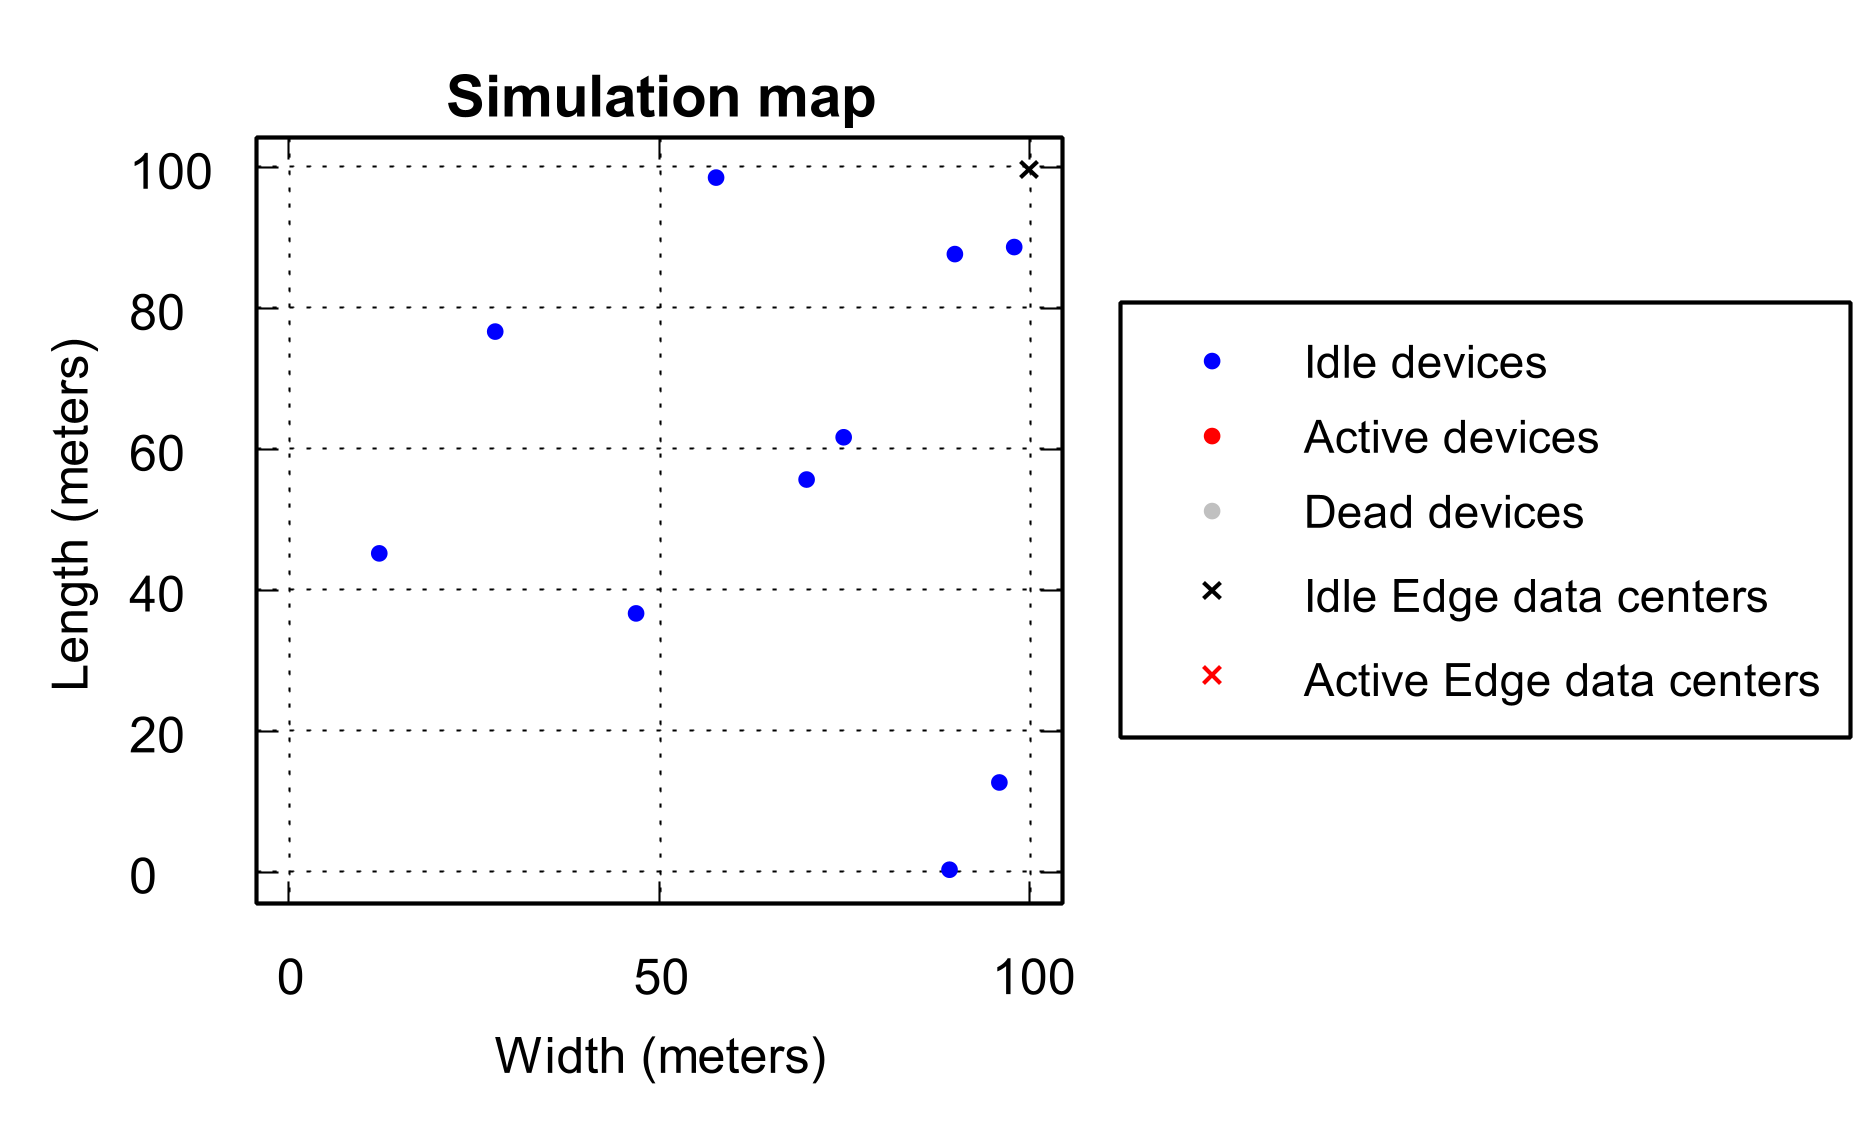 Simulation map
100
80
60
40
20
0
Length (meters)
0 50 100
Width (meters)
Idle devices
Active devices
Dead devices
Idle Edge data centers
Active Edge data centers